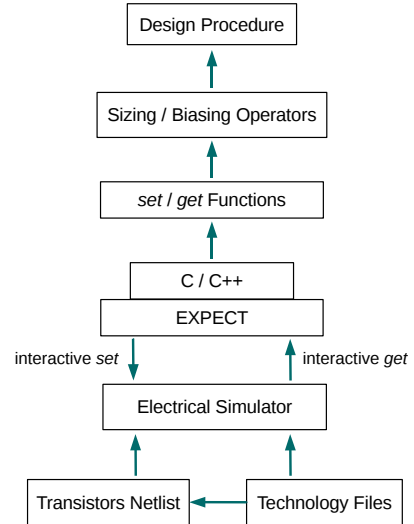 Design Procedure
Sizing / Biasing Operators
set / get Functions
C / C++
EXPECT
interactive set
interactive get
Electrical Simulator
Transistors Netlist
Technology Files